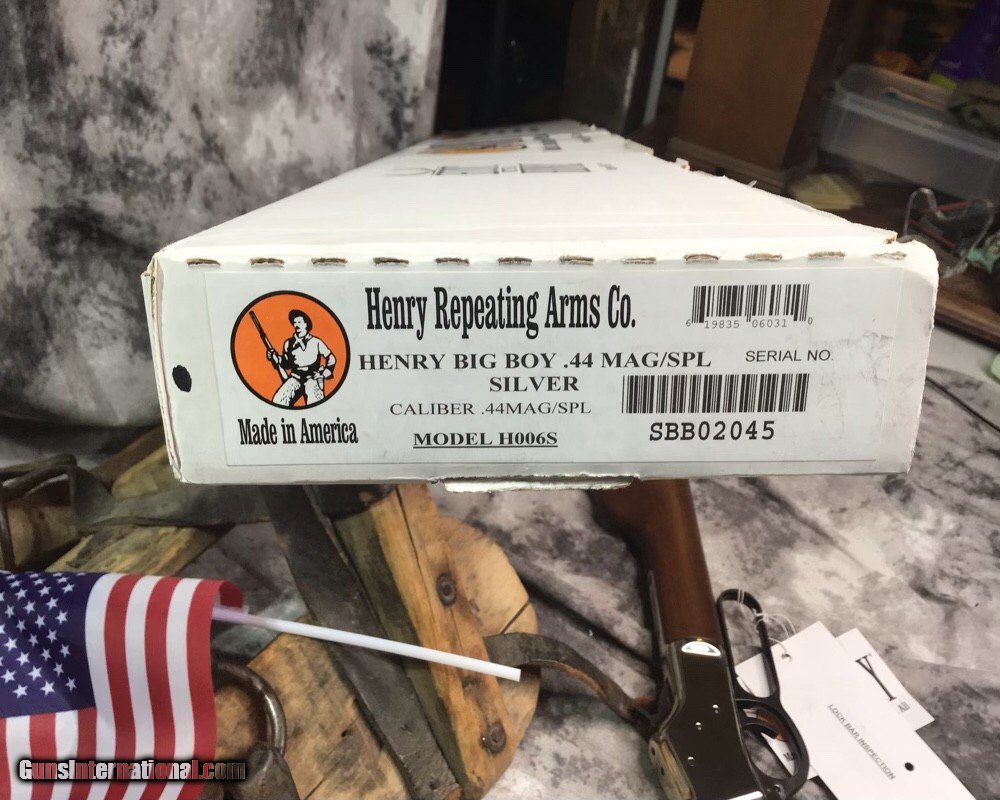 Henry Repeating Arms Co.
6 19835 06031 0
HENRY BIG BOY .44 MAG/SPL
SERIAL NO.
SILVER
CALIBER .44MAG/SPL
Made in America
MODEL H006S
SBB02045
LOCK BAR INSPECTION
GunsInternational.com